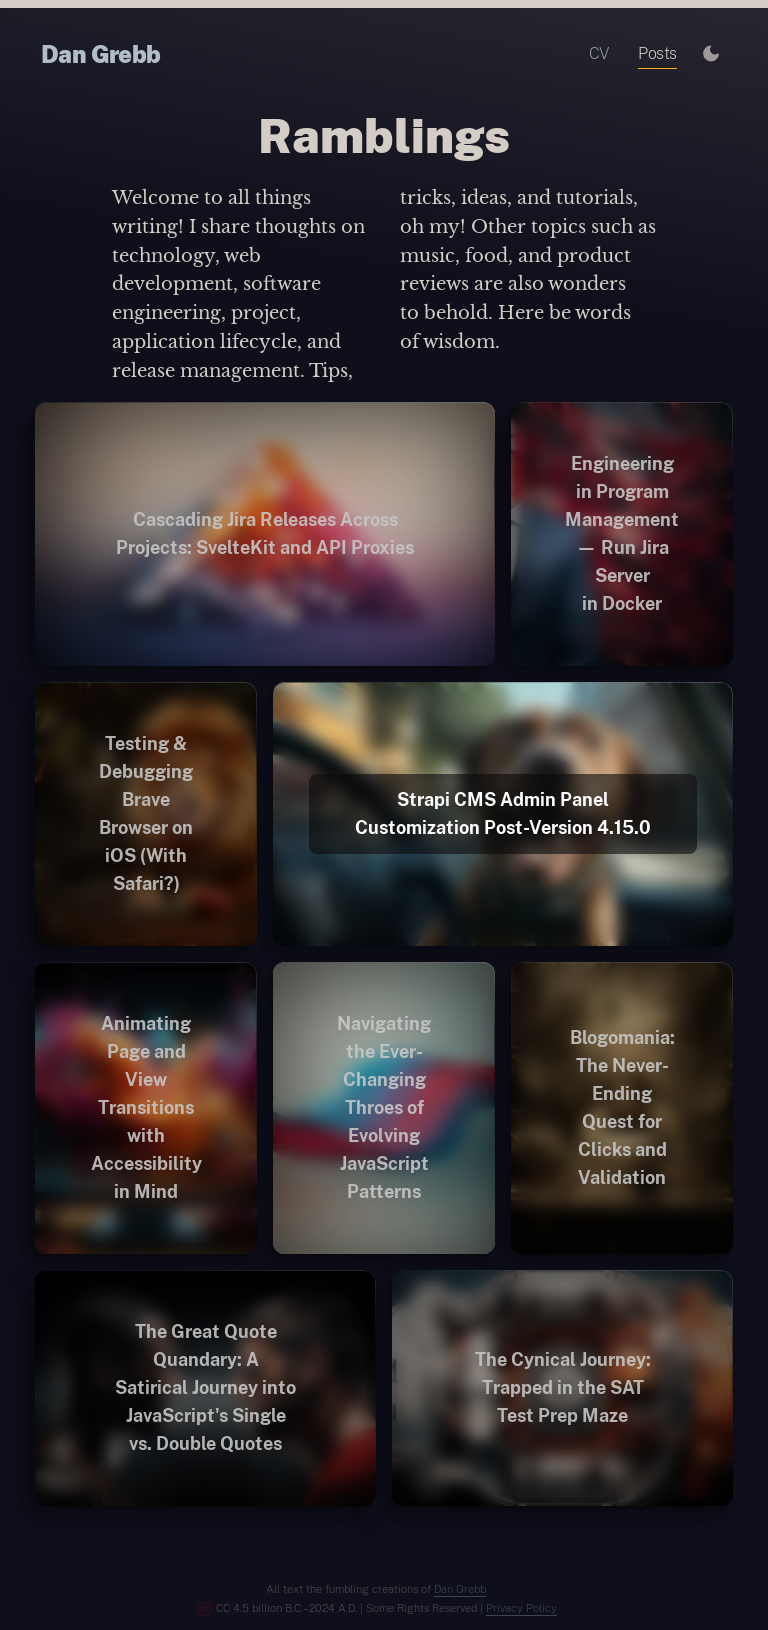 Dan Grebb
CV
Posts
Ramblings
Welcome to all things
writing! I share thoughts on
technology, web
development, software
engineering, project,
application lifecycle, and
release management. Tips,
tricks, ideas, and tutorials,
oh my! Other topics such as
music, food, and product
reviews are also wonders
to behold. Here be words
of wisdom.
Cascading Jira Releases Across
Projects: SvelteKit and API Proxies
Engineering
in Program
Management
— Run Jira
Server
in Docker
Testing &
Debugging
Brave
Browser on
iOS (With
Safari?)
Strapi CMS Admin Panel
Customization Post-Version 4.15.0
Animating
Page and
View
Transitions
with
Accessibility
in Mind
Navigating
the Ever-
Changing
Throes of
Evolving
JavaScript
Patterns
Blogomania:
The Never-
Ending
Quest for
Clicks and
Validation
The Great Quote
Quandary: A
Satirical Journey into
JavaScript's Single
vs. Double Quotes
The Cynical Journey:
Trapped in the SAT
Test Prep Maze
All text the fumbling creations of Dan Grebb
CC 4.5 billion B.C.–2024 A.D. | Some Rights Reserved | Privacy Policy